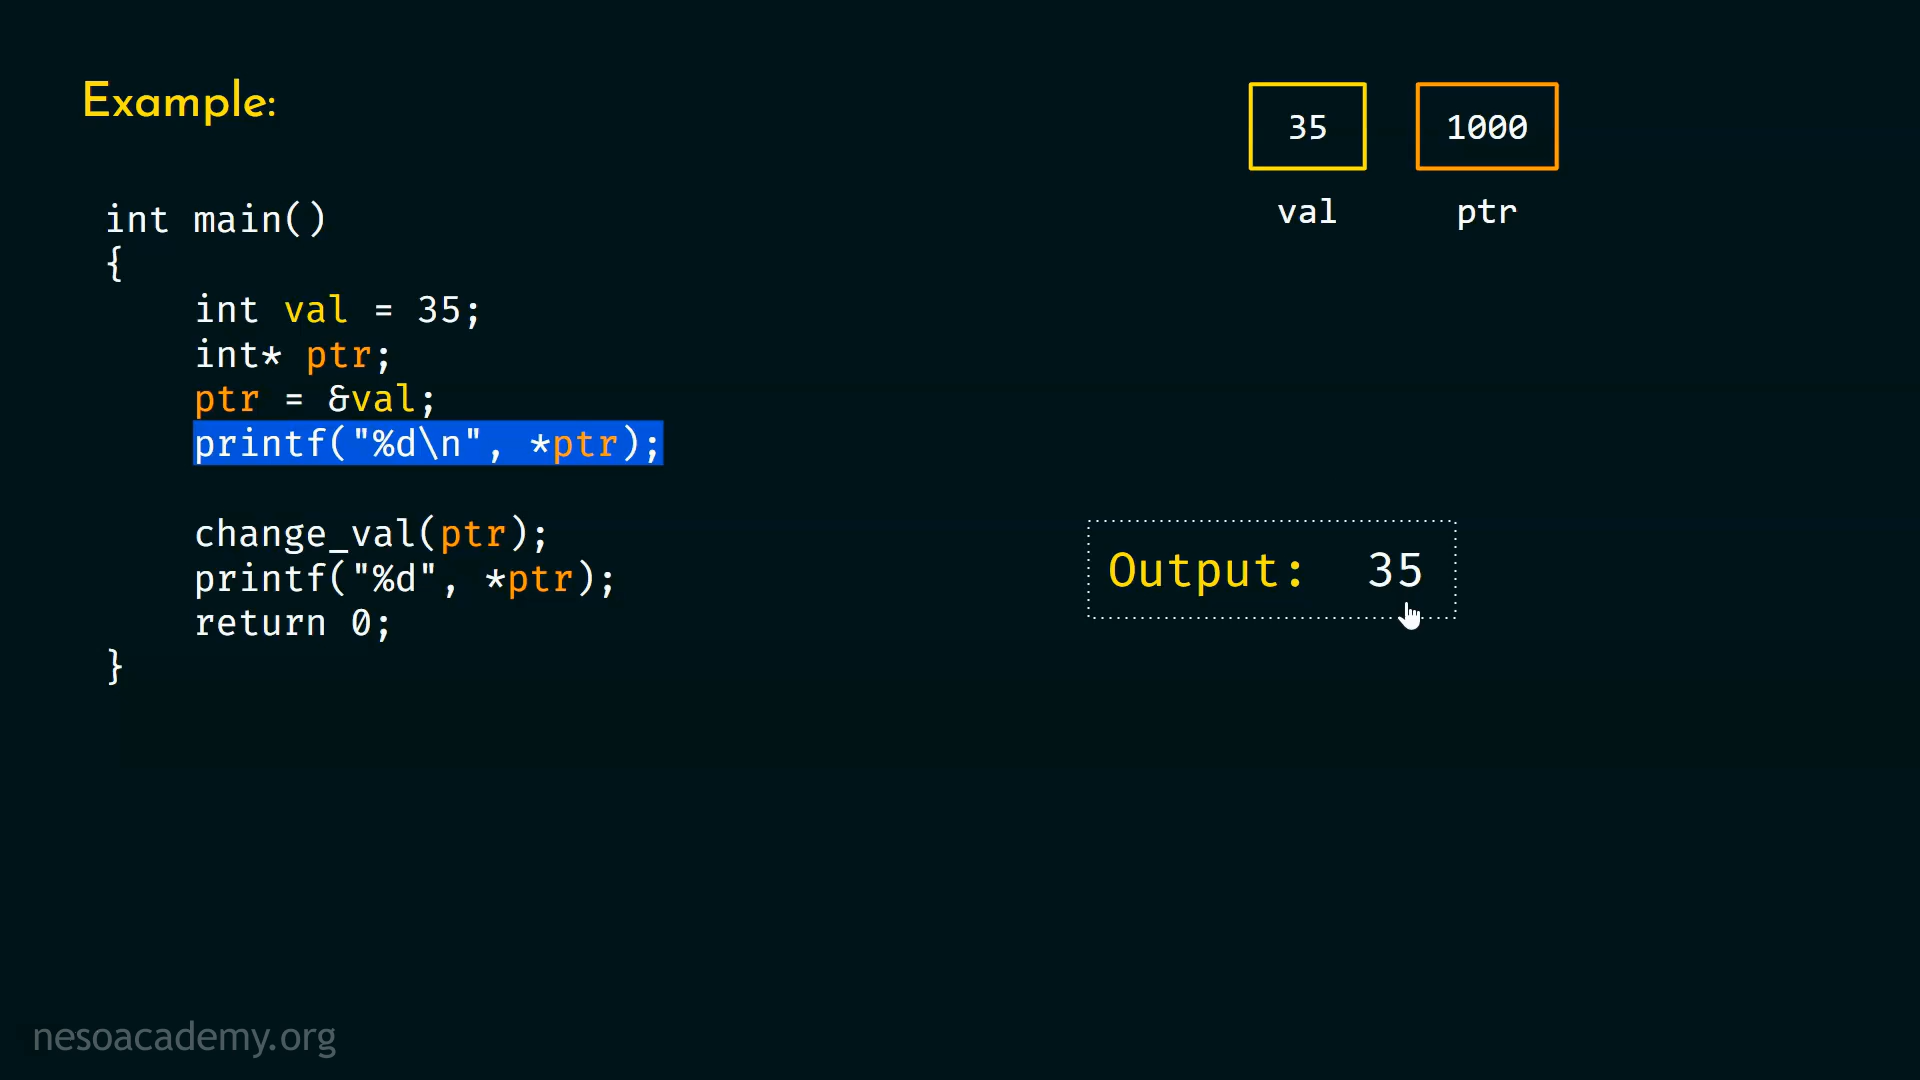 Example:
35 1000
val ptr
int main()
{
int val = 35;
int* ptr;
ptr = &val;
printf("%d\n", *ptr);
change_val(ptr);
printf("%d", *ptr);
return 0;
}
Output: 35
nesoacademy.org